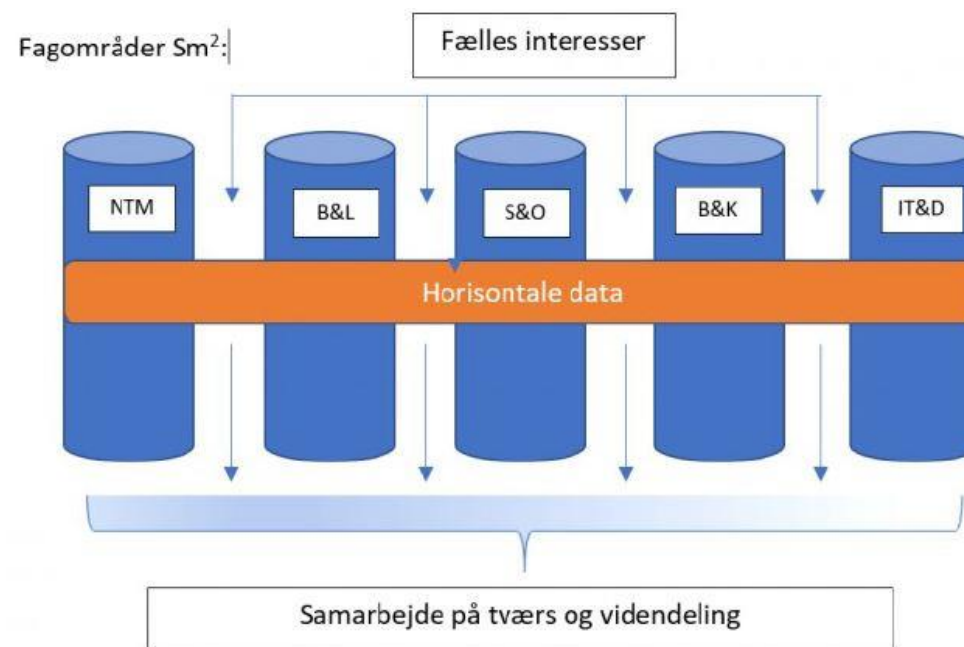 Fagområder Sm²:
Fælles interesser
NTM
B&L
S&O
B&K
IT&D
Horisontale data
Samarbejde på tværs og videndeling